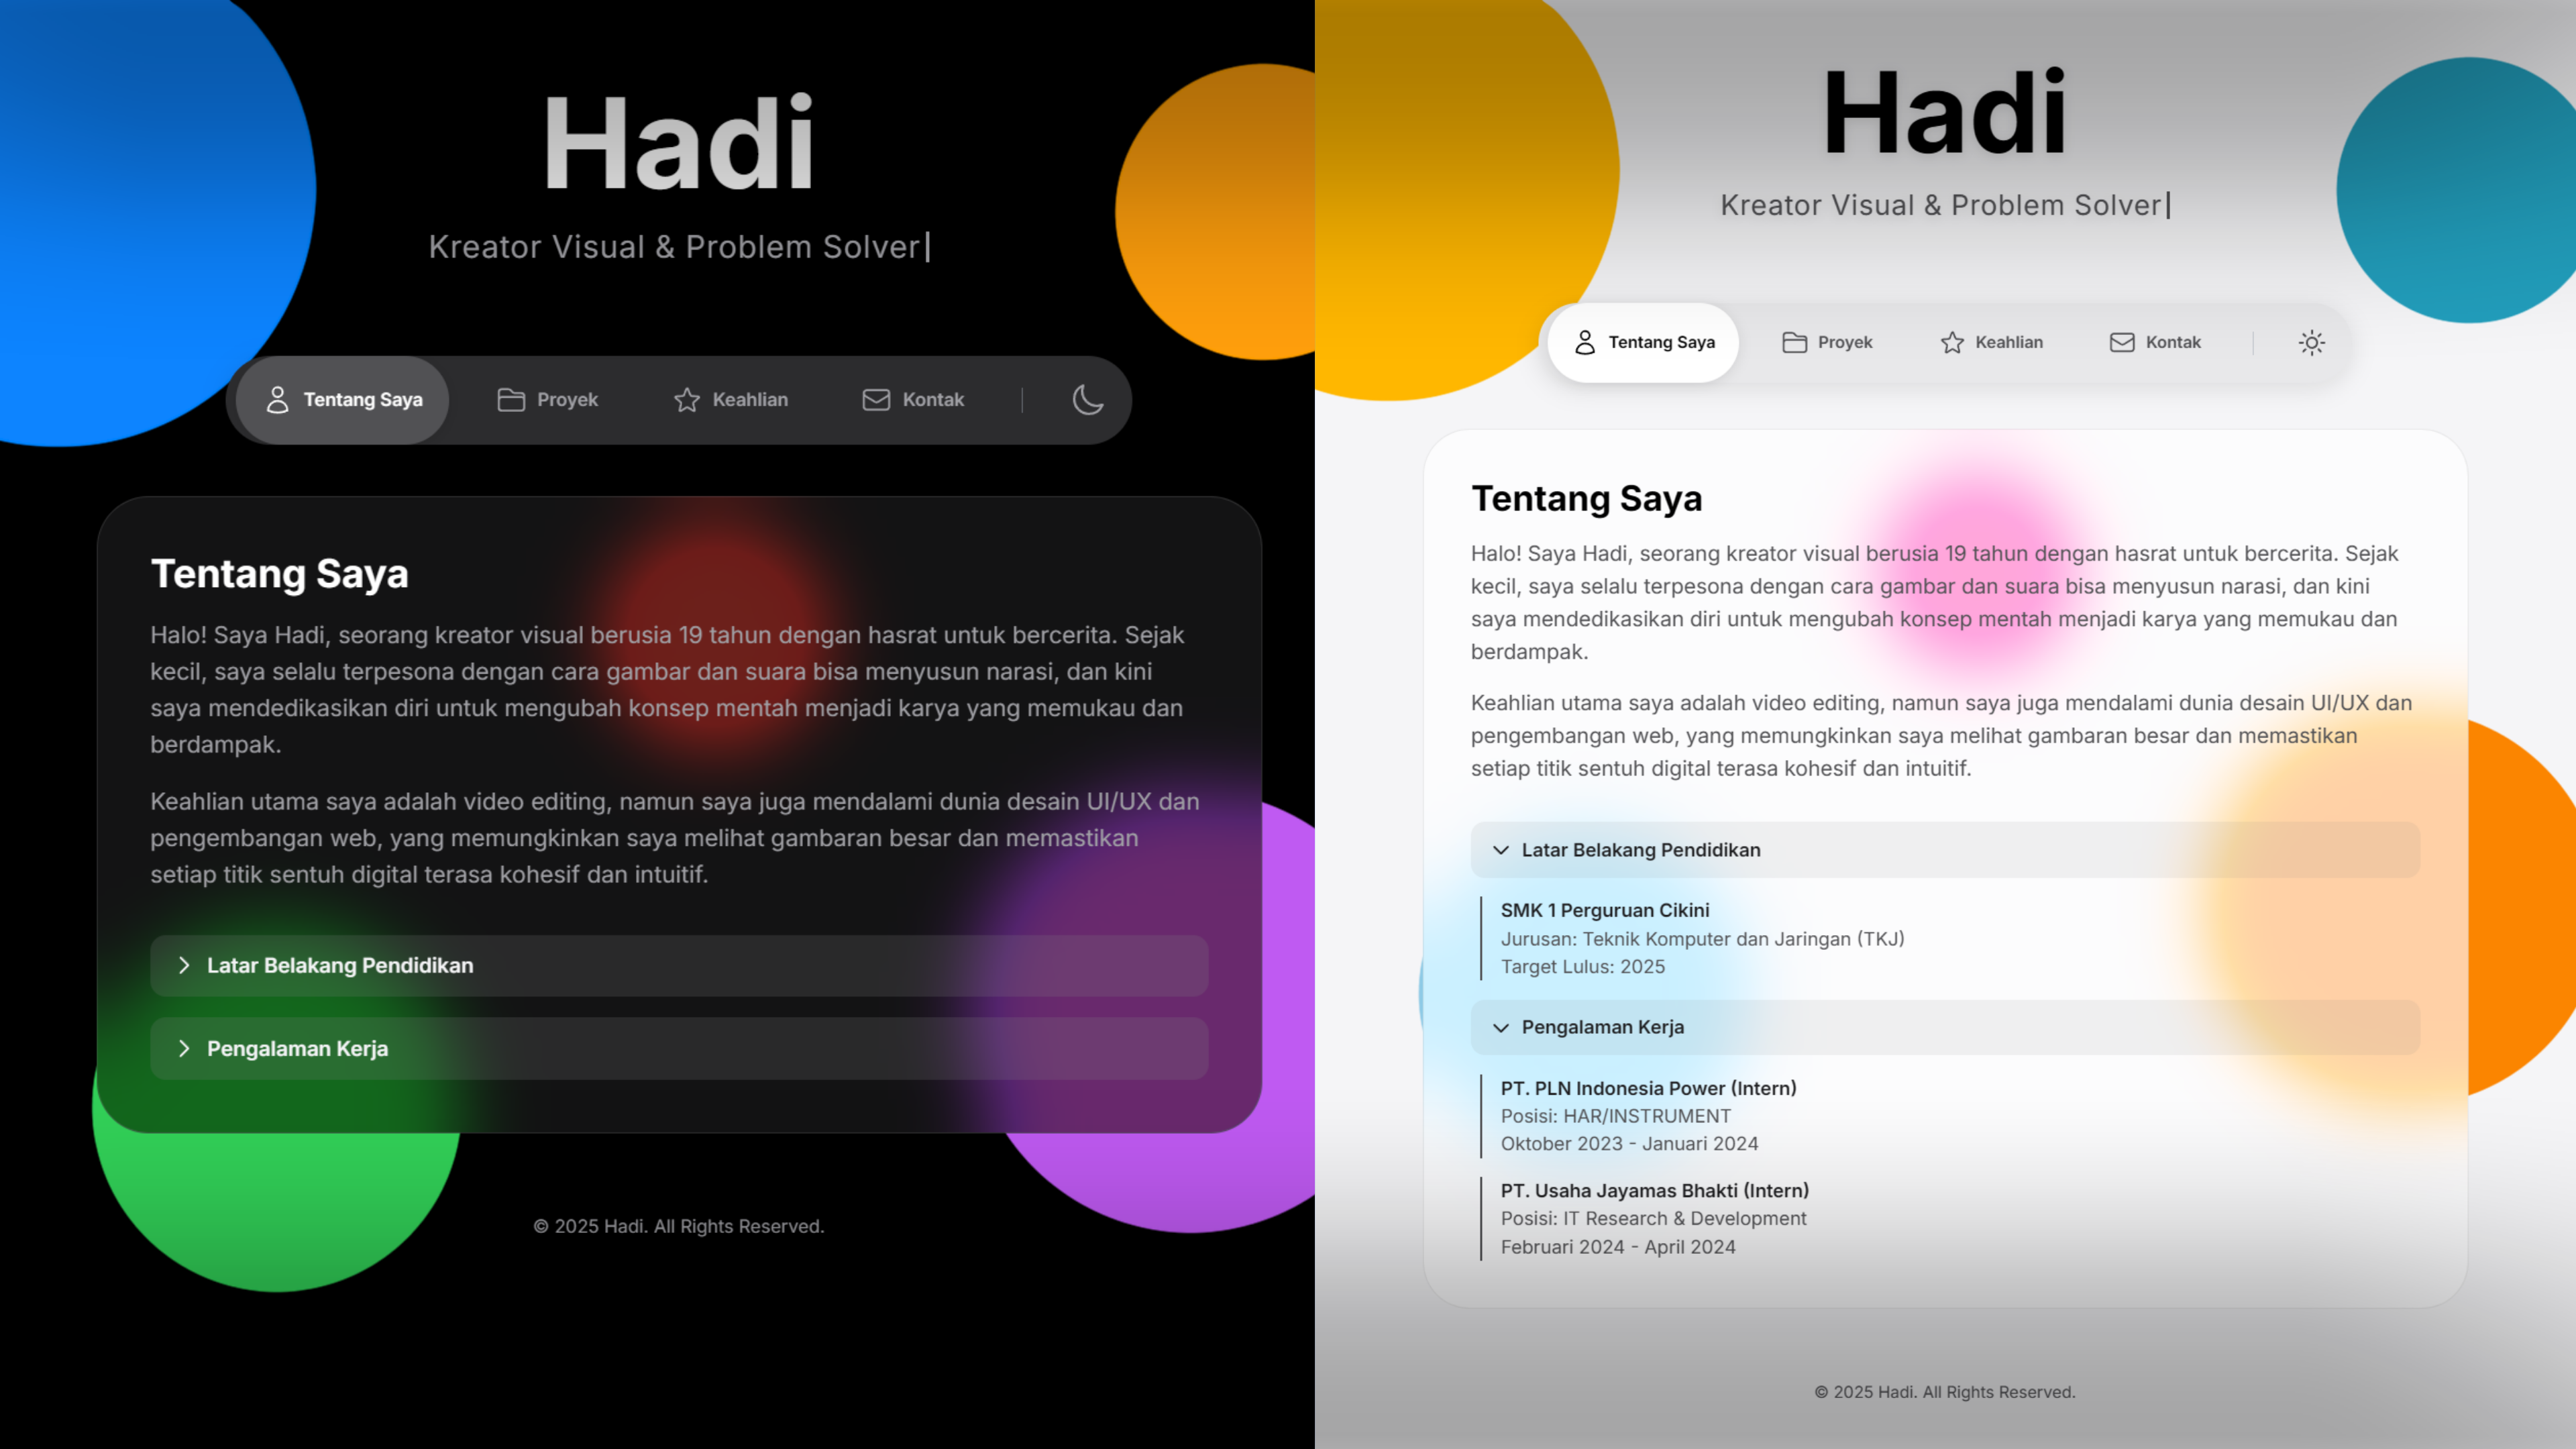 Hadi
Kreator Visual & Problem Solver|
Tentang Saya
Proyek
Keahlian
Kontak
Tentang Saya
Halo! Saya Hadi, seorang kreator visual berusia 19 tahun dengan hasrat untuk bercerita. Sejak
kecil, saya selalu terpesona dengan cara gambar dan suara bisa menyusun narasi, dan kini
saya mendedikasikan diri untuk mengubah konsep mentah menjadi karya yang memukau dan
berdampak.
Keahlian utama saya adalah video editing, namun saya juga mendalami dunia desain UI/UX dan
pengembangan web, yang memungkinkan saya melihat gambaran besar dan memastikan
setiap titik sentuh digital terasa kohesif dan intuitif.
Latar Belakang Pendidikan
Pengalaman Kerja
© 2025 Hadi. All Rights Reserved.
Hadi
Kreator Visual & Problem Solver|
Tentang Saya
Proyek
Keahlian
Kontak
Tentang Saya
Halo! Saya Hadi, seorang kreator visual berusia 19 tahun dengan hasrat untuk bercerita. Sejak
kecil, saya selalu terpesona dengan cara gambar dan suara bisa menyusun narasi, dan kini
saya mendedikasikan diri untuk mengubah konsep mentah menjadi karya yang memukau dan
berdampak.
Keahlian utama saya adalah video editing, namun saya juga mendalami dunia desain UI/UX dan
pengembangan web, yang memungkinkan saya melihat gambaran besar dan memastikan
setiap titik sentuh digital terasa kohesif dan intuitif.
Latar Belakang Pendidikan
SMK 1 Perguruan Cikini
Jurusan: Teknik Komputer dan Jaringan (TKJ)
Target Lulus: 2025
Pengalaman Kerja
PT. PLN Indonesia Power (Intern)
Posisi: HAR/INSTRUMENT
Oktober 2023 - Januari 2024
PT. Usaha Jayamas Bhakti (Intern)
Posisi: IT Research & Development
Februari 2024 - April 2024
© 2025 Hadi. All Rights Reserved.